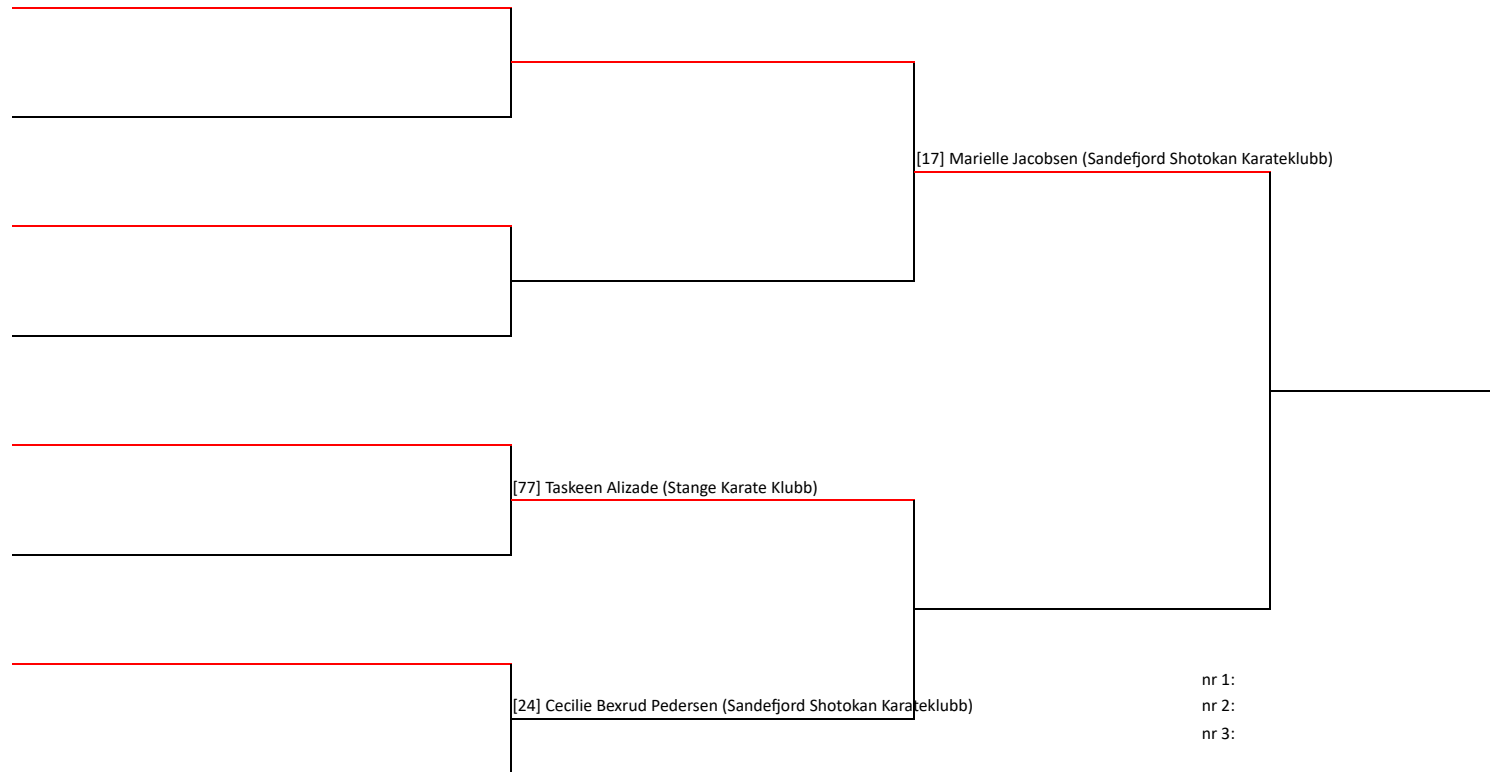 [17] Marielle Jacobsen (Sandefjord Shotokan Karateklubb)
[77] Taskeen Alizade (Stange Karate Klubb)
[24] Cecilie Bexrud Pedersen (Sandefjord Shotokan Karateklubb)
nr 1:
nr 2:
nr 3: